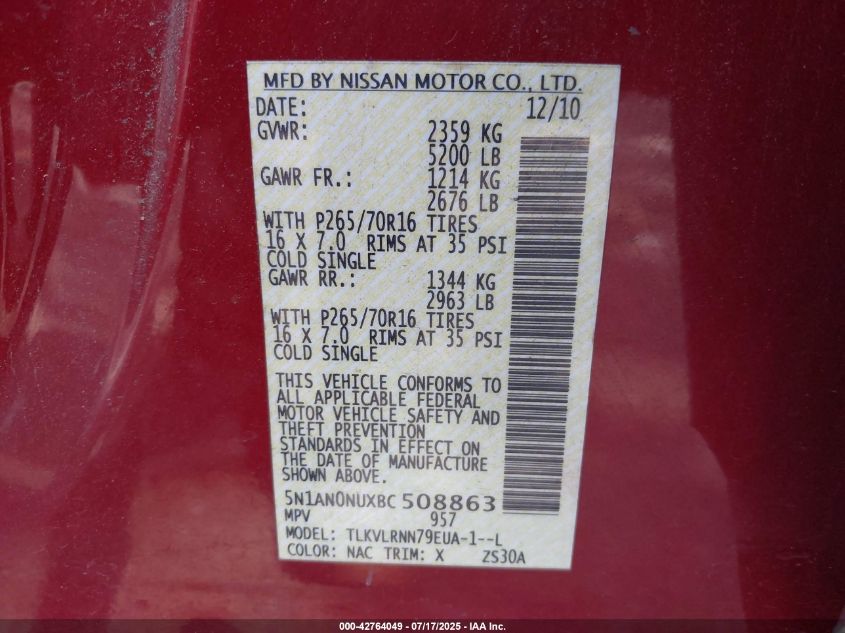 MFD BY NISSAN MOTOR CO., LTD.
DATE: 12/10
GVWR: 2359 KG
5200 LB
GAWR FR.: 1214 KG
2676 LB
WITH P265/70R16 TIRES
16 X 7.0 RIMS AT 35 PSI
COLD SINGLE
GAWR RR.: 1344 KG
2963 LB
WITH P265/70R16 TIRES
16 X 7.0 RIMS AT 35 PSI
COLD SINGLE
THIS VEHICLE CONFORMS TO
ALL APPLICABLE FEDERAL
MOTOR VEHICLE SAFETY AND
THEFT PREVENTION
STANDARDS IN EFFECT ON
THE DATE OF MANUFACTURE
SHOWN ABOVE.
5N1AN0NUXBC 508863
MPV 957
MODEL: TLKVLRNN79EUA-1--L
COLOR: NAC TRIM: X ZS30A
000-42764049 - 07/17/2025 - IAA Inc.